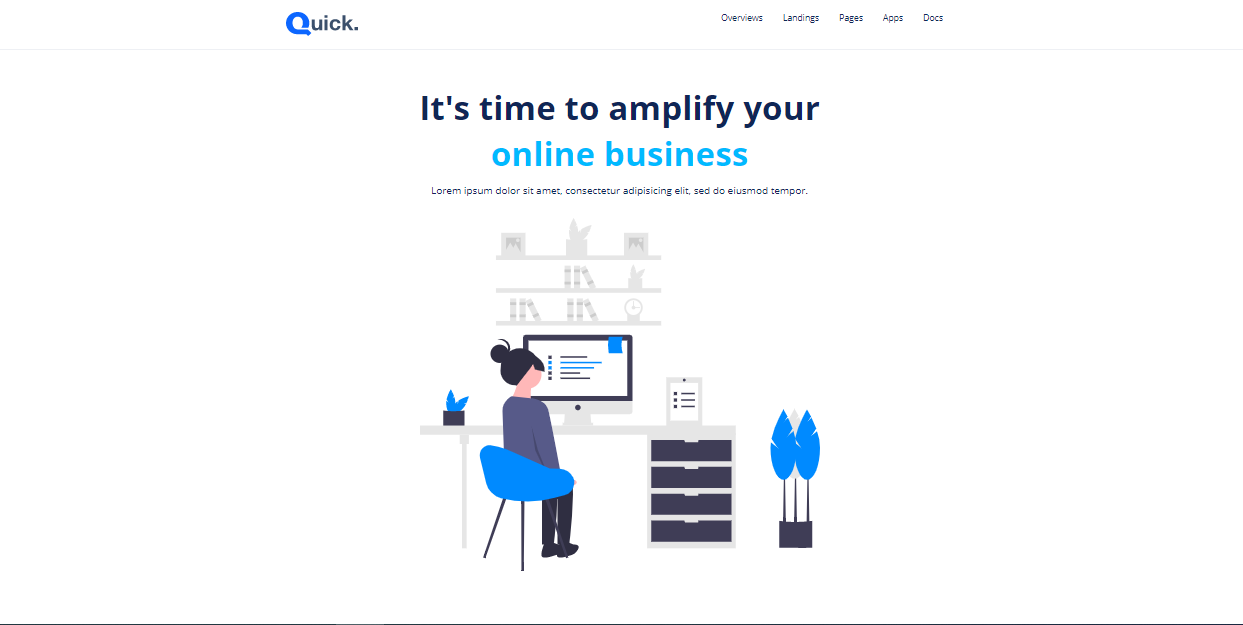 Quick.
Overviews Landings Pages Apps Docs
It's time to amplify your
online business
Lorem ipsum dolor sit amet, consectetur adipisicing elit, sed do eiusmod tempor.